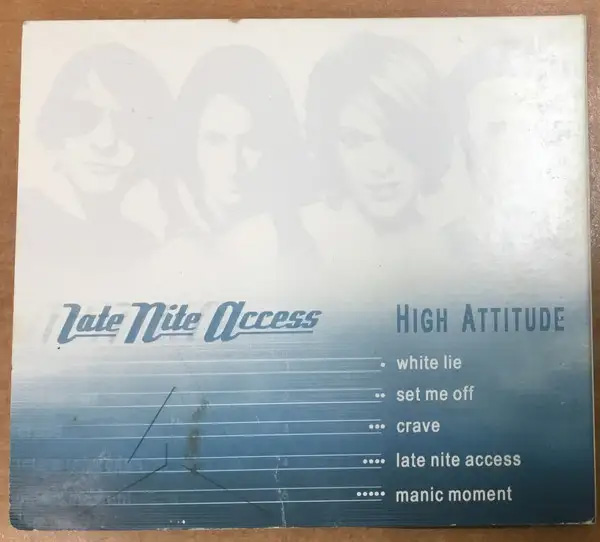 Late Nite Access
HIGH ATTITUDE
white lie
set me off
crave
late nite access
manic moment